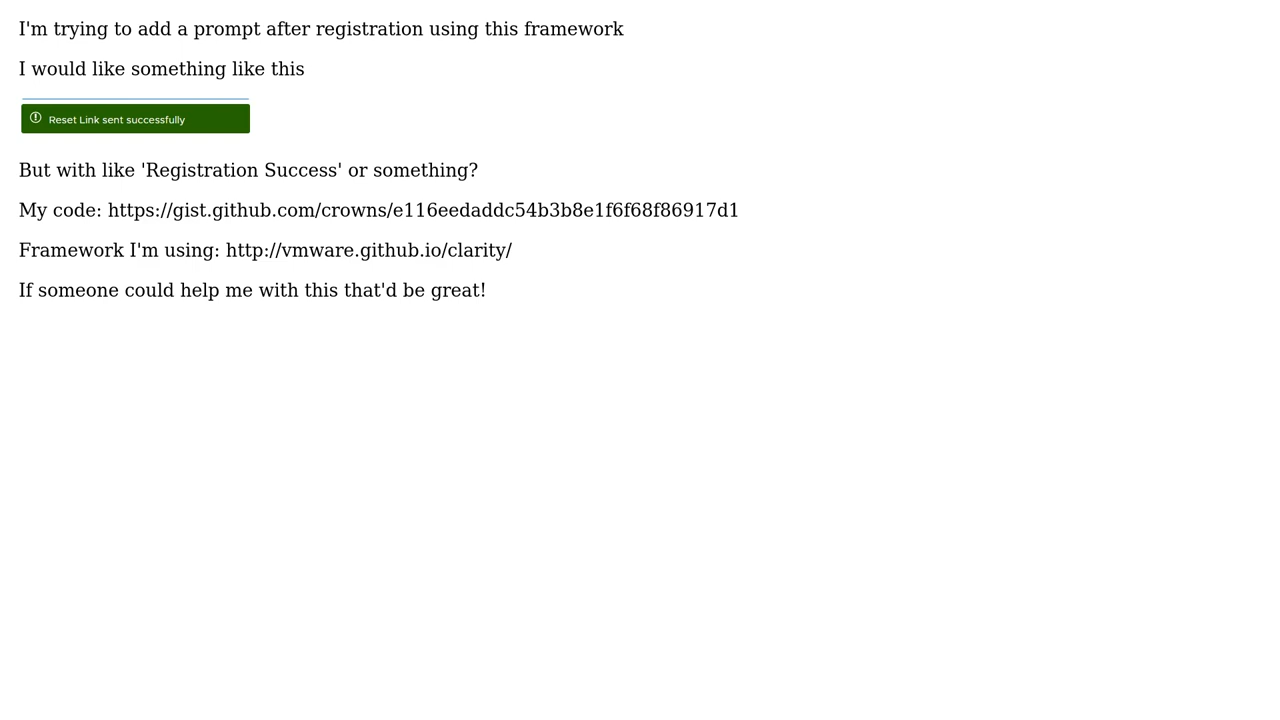 I'm trying to add a prompt after registration using this framework
I would like something like this
Reset Link sent successfully
But with like 'Registration Success' or something?
My code: https://gist.github.com/crowns/e116eedaddc54b3b8e1f6f68f86917d1
Framework I'm using: http://vmware.github.io/clarity/
If someone could help me with this that'd be great!